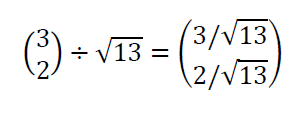 (3 2) ÷ √13 = (3/√13 2/√13)